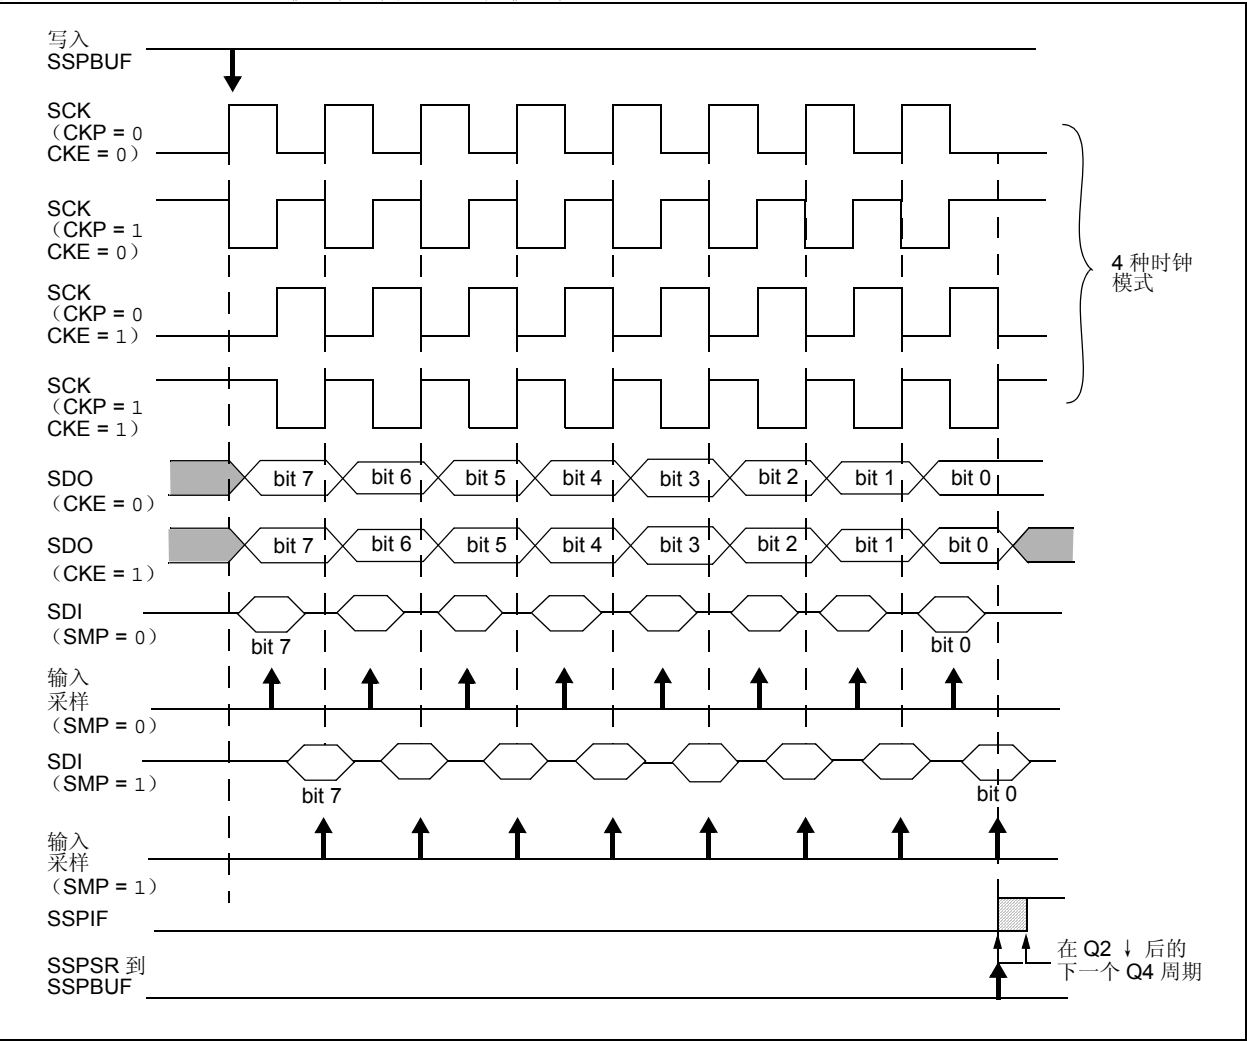 写入
SSPBUF
SCK
（CKP = 0
CKE = 0）
SCK
（CKP = 1
CKE = 0）
SCK
（CKP = 0
CKE = 1）
SCK
（CKP = 1
CKE = 1）
4 种时钟
模式
SDO
（CKE = 0）
bit 7 bit 6 bit 5 bit 4 bit 3 bit 2 bit 1 bit 0
SDO
（CKE = 1）
bit 7 bit 6 bit 5 bit 4 bit 3 bit 2 bit 1 bit 0
SDI
（SMP = 0）
bit 7 bit 0
输入
采样
（SMP = 0）
SDI
（SMP = 1）
bit 7 bit 0
输入
采样
（SMP = 1）
SSPIF
SSPSR 到
SSPBUF
在 Q2 ↓ 后的
下一个 Q4 周期